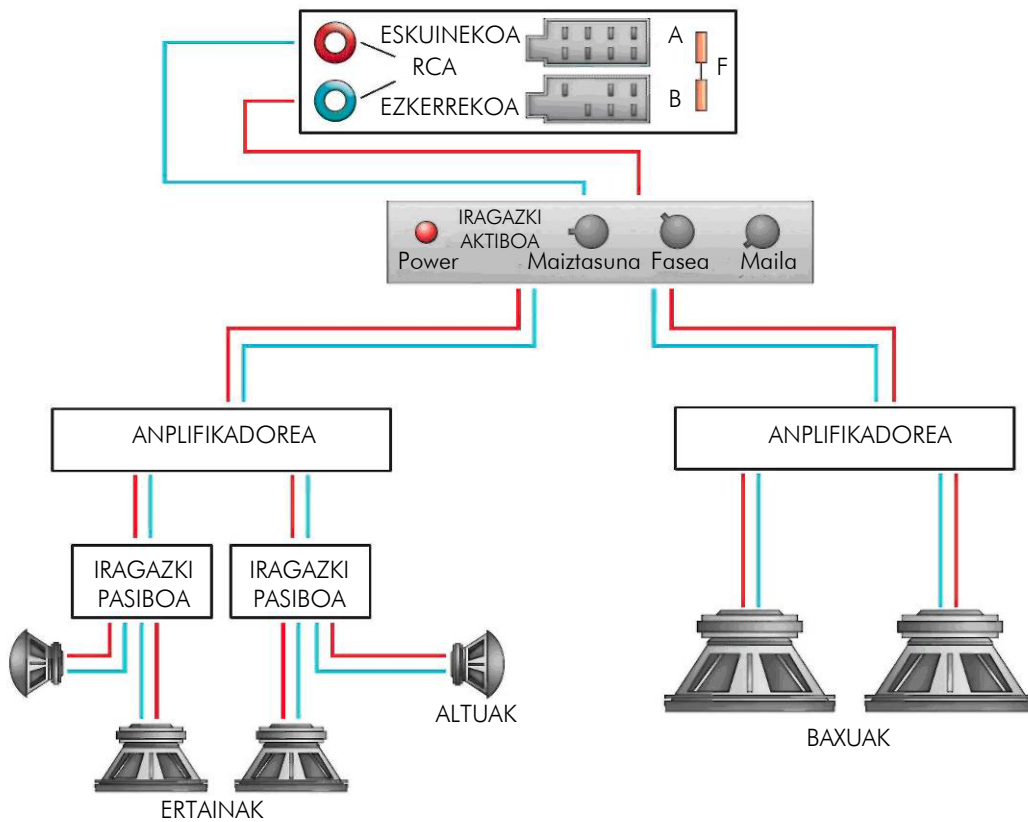 ESKUINEKOA
A
RCA
F
EZKERREKOA
B
IRAGAZKI
AKTIBOA
Power
Maiztasuna
Fasea
Maila
ANPLIFIKADOREA
ANPLIFIKADOREA
IRAGAZKI
PASIBOA
IRAGAZKI
PASIBOA
ALTUAK
BAXUAK
ERTAINAK